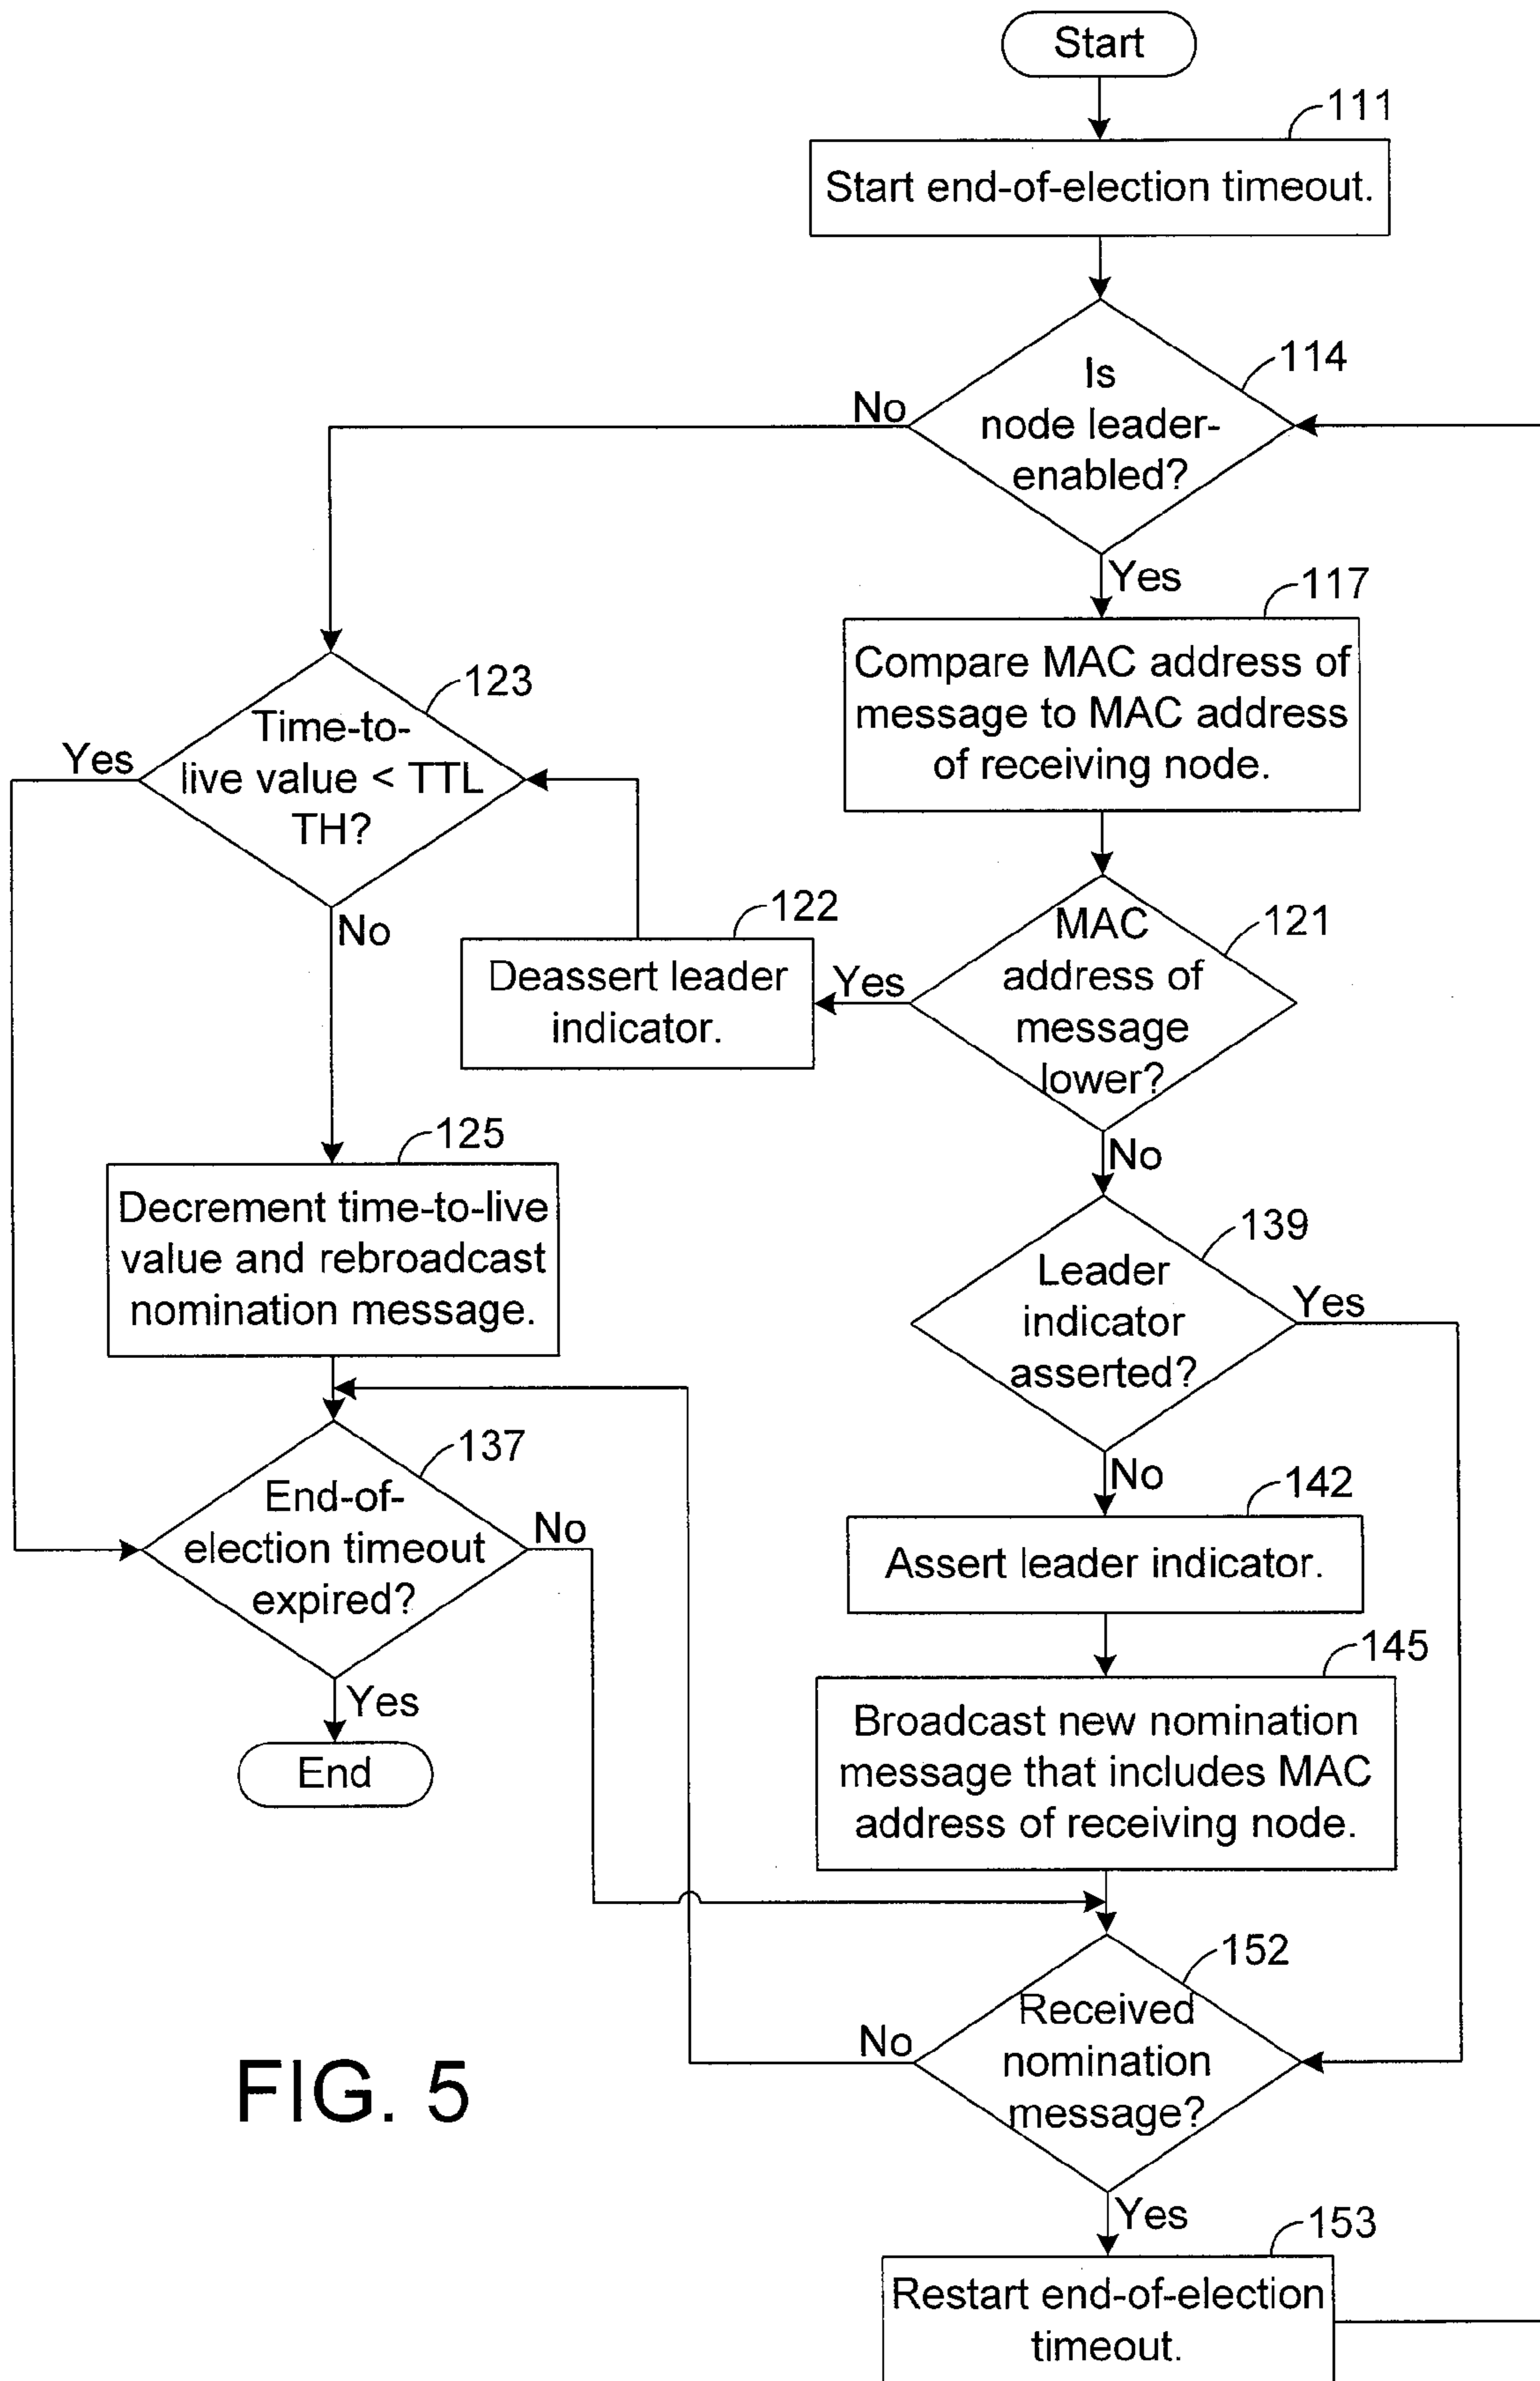 Start
111
Start end-of-election timeout.
114
Is
node leader-
enabled?
No
Yes
117
Compare MAC address of
message to MAC address
of receiving node.
123
Time-to-
live value < TTL
TH?
Yes
No
122
Deassert leader
indicator.
Yes
121
MAC
address of
message
lower?
No
125
Decrement time-to-live
value and rebroadcast
nomination message.
139
Leader
indicator
asserted?
Yes
No
137
End-of-
election timeout
expired?
No
Yes
End
142
Assert leader indicator.
145
Broadcast new nomination
message that includes MAC
address of receiving node.
152
Received
nomination
message?
No
Yes
153
Restart end-of-election
timeout.
FIG. 5